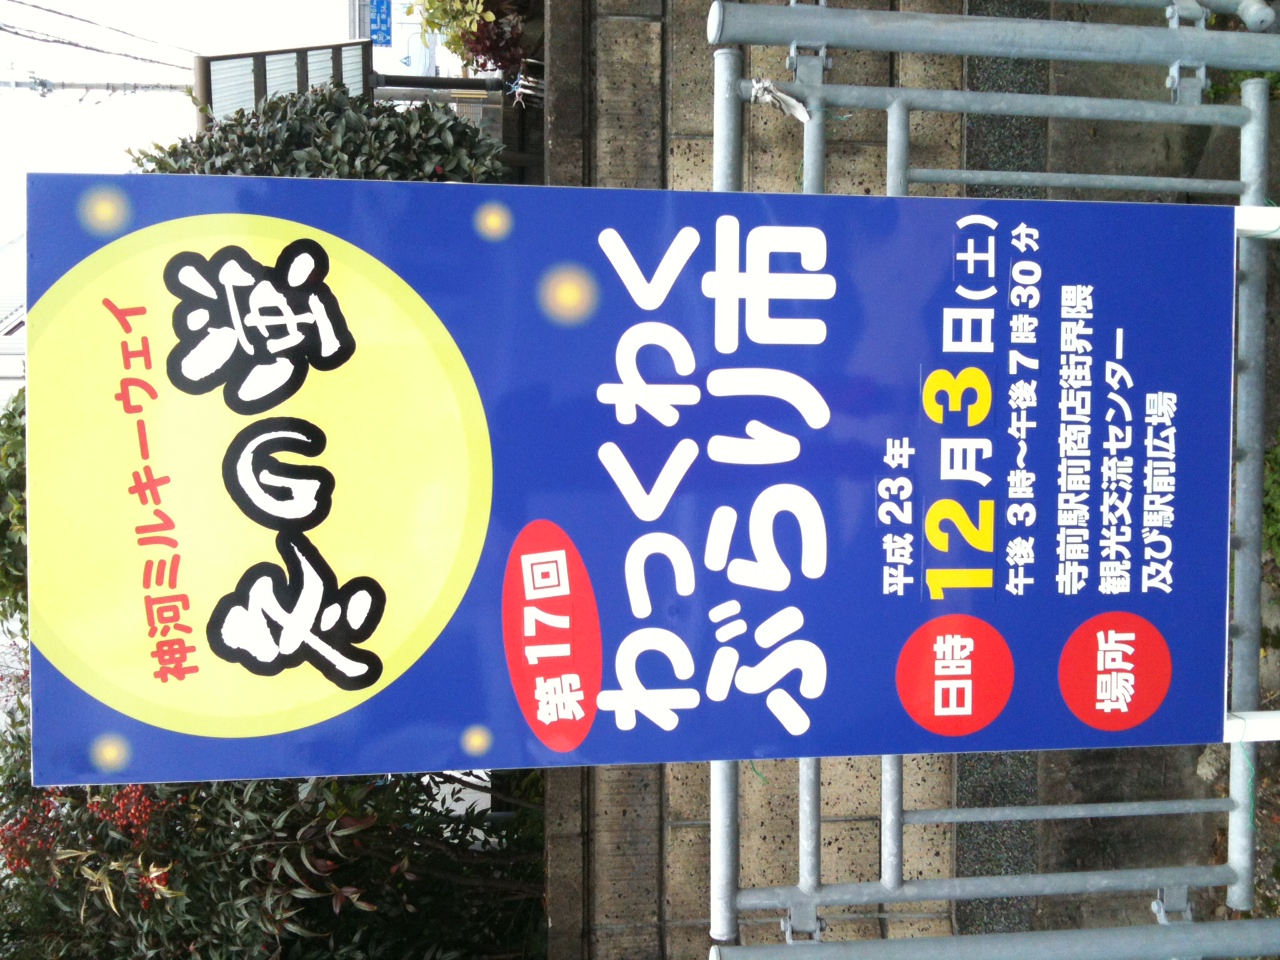 神河ミルキーウェイ
冬の蛍
第17回
わっくわく
ぶらり市
日時
平成23年
12月3日(土)
午後3時～午後7時30分
場所
寺前駅前商店街界隈
観光交流センター
及び駅前広場